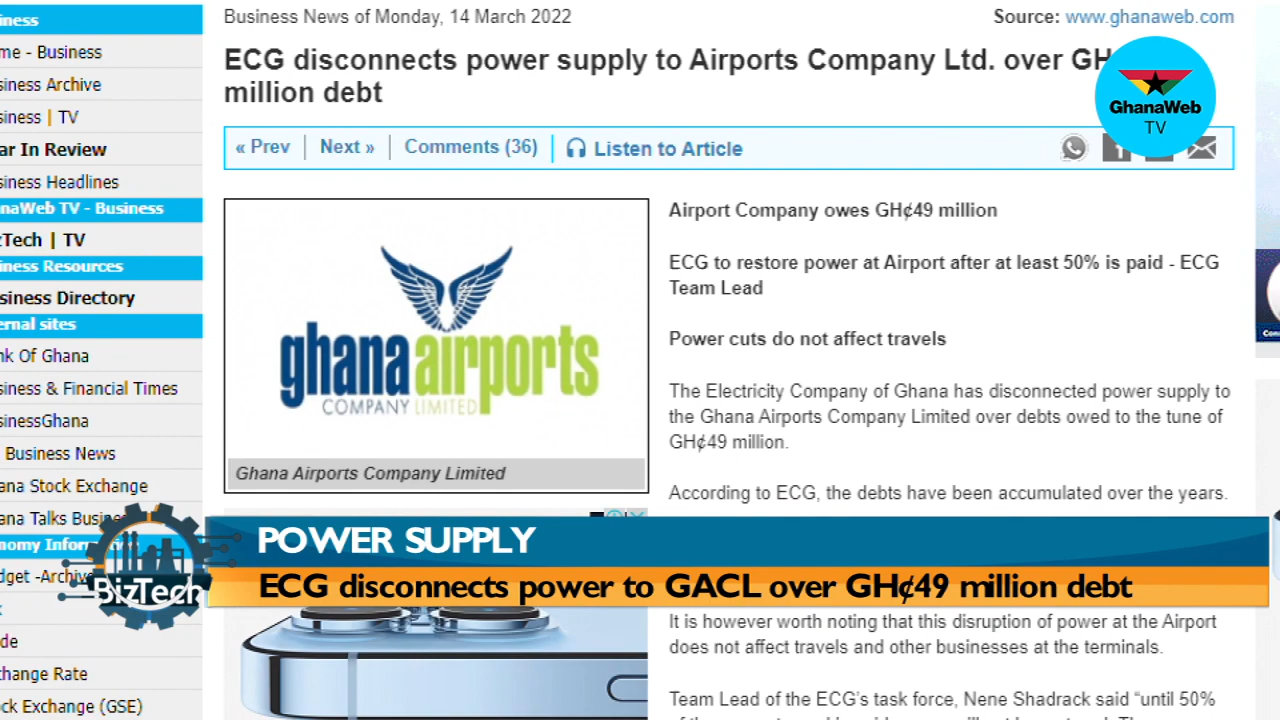 iness
me - Business
siness Archive
siness | TV
ar In Review
siness Headlines
naWeb TV - Business
zTech | TV
iness Resources
siness Directory
ernal sites
nk Of Ghana
siness & Financial Times
sinessGhana
Business News
ana Stock Exchange
ana Talks Busine
nomy Inform
dget -Archive
de
change Rate
ck Exchange (GSE)
Business News of Monday, 14 March 2022
Source: www.ghanaweb.com
ECG disconnects power supply to Airports Company Ltd. over GH
million debt
GhanaWeb
TV
« Prev
Next »
Comments (36)
Listen to Article
ghana airports
COMPANY LIMITED
Ghana Airports Company Limited
Airport Company owes GH¢49 million
ECG to restore power at Airport after at least 50% is paid - ECG
Team Lead
Power cuts do not affect travels
The Electricity Company of Ghana has disconnected power supply to
the Ghana Airports Company Limited over debts owed to the tune of
GH¢49 million.
According to ECG, the debts have been accumulated over the years.
BizTech
POWER SUPPLY
ECG disconnects power to GACL over GH¢49 million debt
It is however worth noting that this disruption of power at the Airport
does not affect travels and other businesses at the terminals.
Team Lead of the ECG's task force, Nene Shadrack said "until 50%